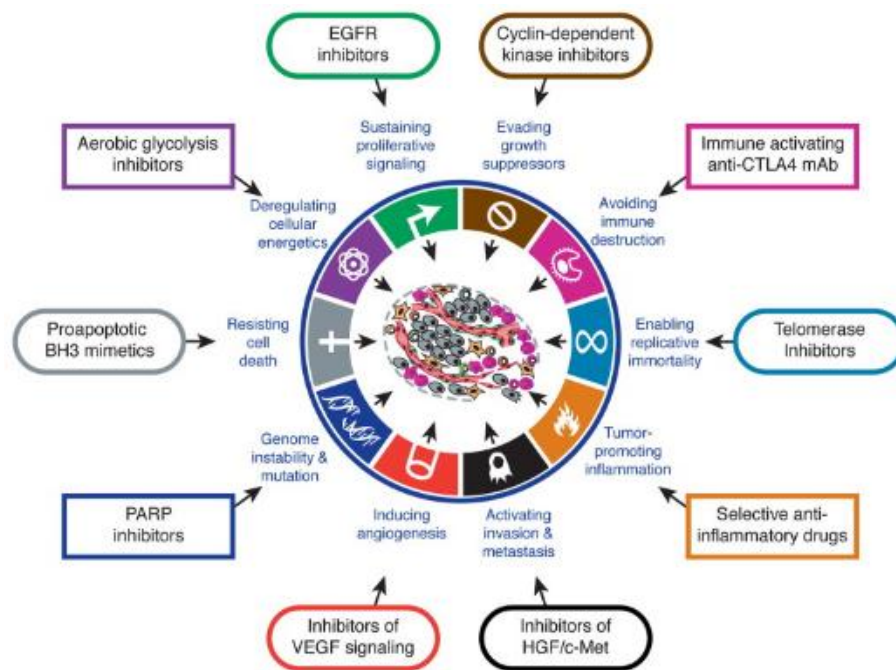 EGFR
inhibitors
Cyclin-dependent
kinase inhibitors
Sustaining
proliferative
signaling
Evading
growth
suppressors
Aerobic glycolysis
inhibitors
Immune activating
anti-CTLA4 mAb
Deregulating
cellular
energetics
Avoiding
immune
destruction
Proapoptotic
BH3 mimetics
Resisting
cell
death
Enabling
replicative
immortality
Telomerase
Inhibitors
Genome
instability &
mutation
Tumor-
promoting
inflammation
PARP
inhibitors
Inducing
angiogenesis
Activating
invasion &
metastasis
Selective anti-
inflammatory drugs
Inhibitors of
VEGF signaling
Inhibitors of
HGF/c-Met